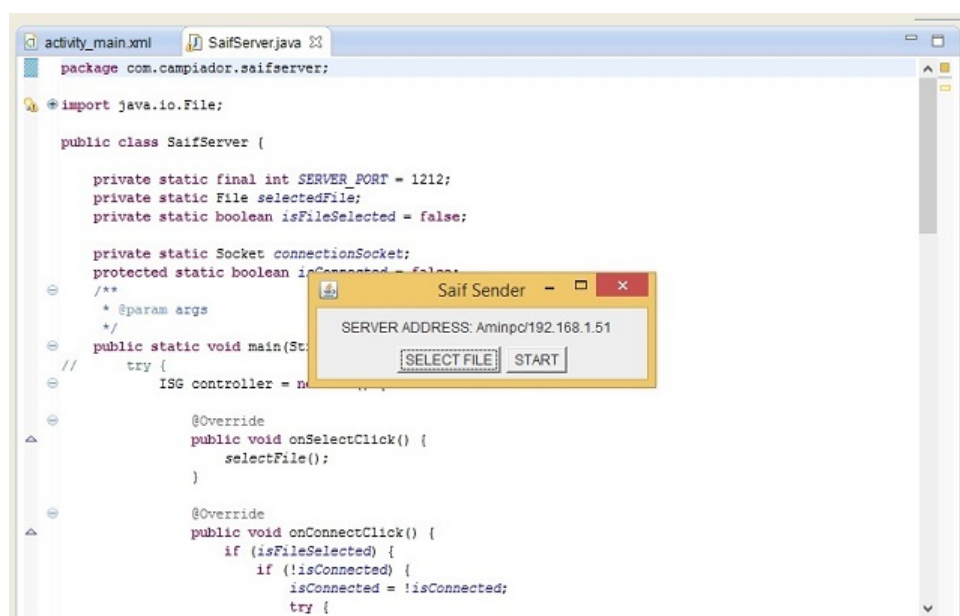 activity_main.xml
SaifServer.java
package com.campiador.saifserver;
import java.io.File;
public class SaifServer {
private static final int SERVER_PORT = 1212;
private static File selectedFile;
private static boolean isFileSelected = false;
private static Socket connectionSocket;
protected static boolean isConnected = false;
/**
* @param args
*/
public static void main(St
// try {
ISG controller = n
@Override
public void onSelectClick() {
selectFile();
}
@Override
public void onConnectClick() {
if (isFileSelected) {
if (!isConnected) {
isConnected = !isConnected;
try {
Saif Sender
SERVER ADDRESS: Aminpc/192.168.1.51
SELECT FILE START